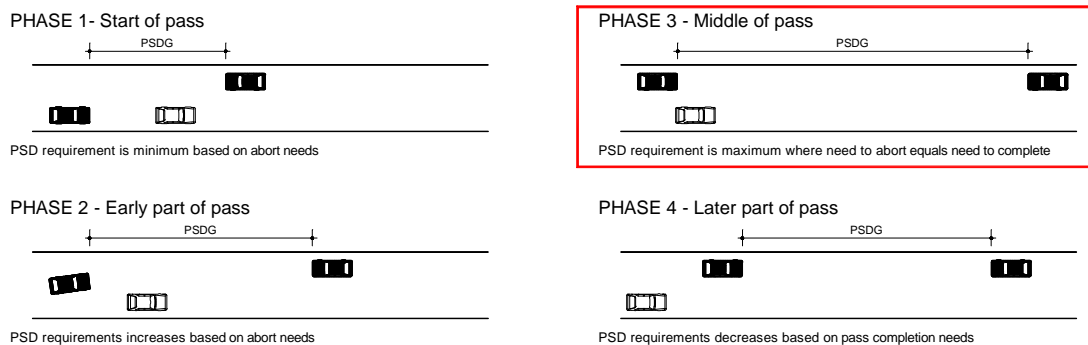 PHASE 1- Start of pass
PSDG
PSD requirement is minimum based on abort needs
PHASE 2 - Early part of pass
PSDG
PSD requirements increases based on abort needs
PHASE 3 - Middle of pass
PSDG
PSD requirement is maximum where need to abort equals need to complete
PHASE 4 - Later part of pass
PSDG
PSD requirements decreases based on pass completion needs